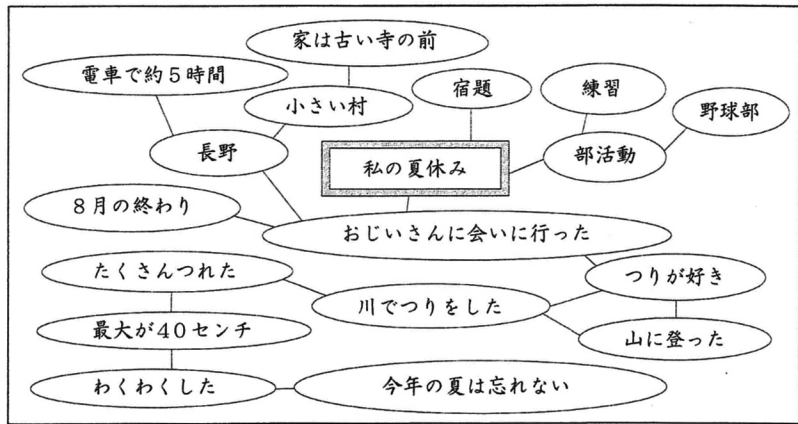 家は古い寺の前
電車で約5時間
宿題
練習
小さい村
野球部
長野
部活動
私の夏休み
8月の終わり
おじいさんに会いに行った
たくさんつれた
つりが好き
川でつりをした
最大が40センチ
山に登った
わくわくした
今年の夏は忘れない